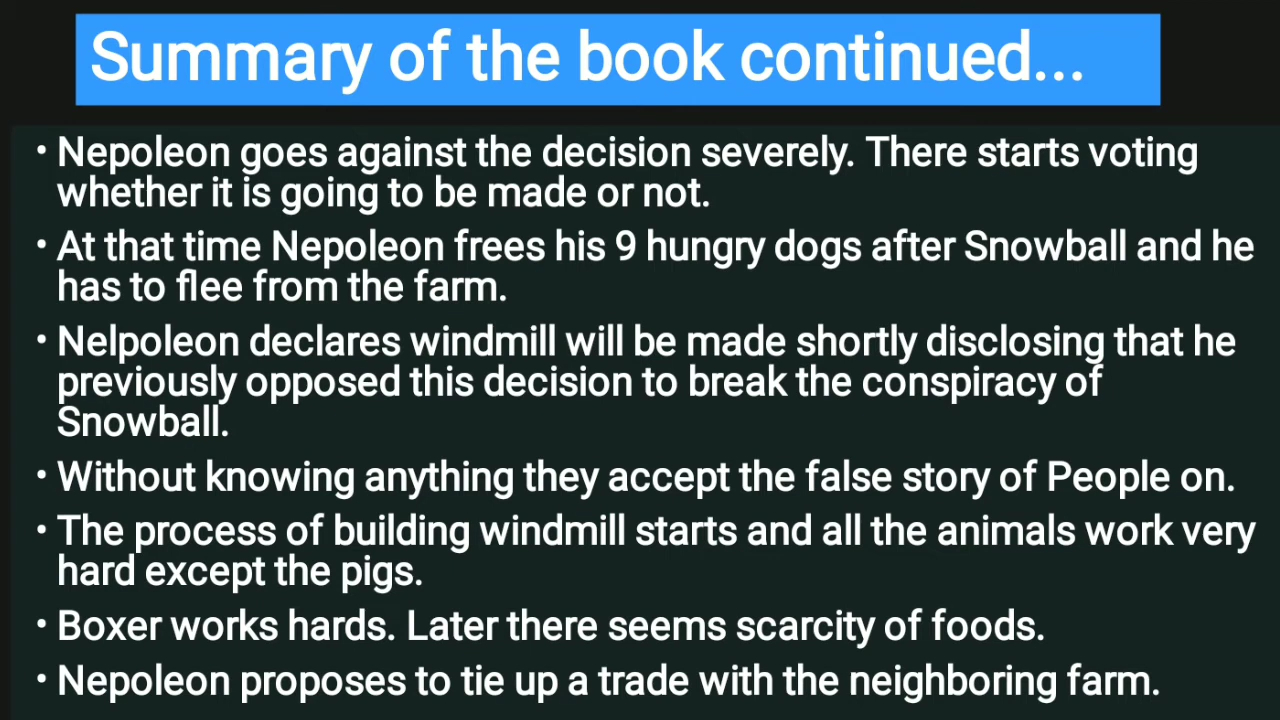 Summary of the book continued...
• Nepoleon goes against the decision severely. There starts voting
whether it is going to be made or not.
• At that time Nepoleon frees his 9 hungry dogs after Snowball and he
has to flee from the farm.
• Nelpoleon declares windmill will be made shortly disclosing that he
previously opposed this decision to break the conspiracy of
Snowball.
• Without knowing anything they accept the false story of People on.
• The process of building windmill starts and all the animals work very
hard except the pigs.
• Boxer works hards. Later there seems scarcity of foods.
• Nepoleon proposes to tie up a trade with the neighboring farm.